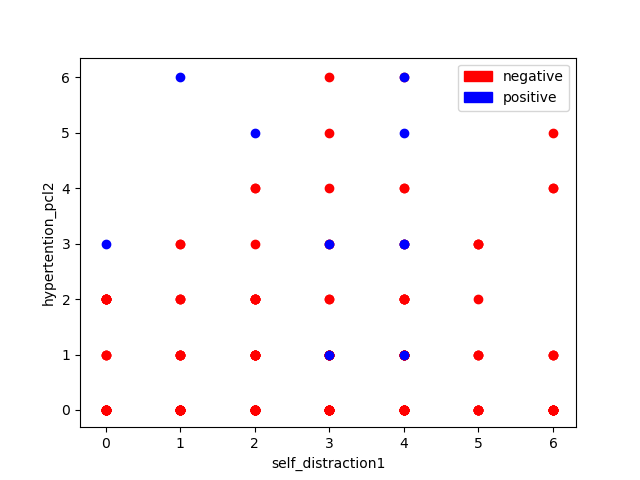 negative
positive
6
5
4
3
2
1
0
hypertention_pcl2
0 1 2 3 4 5 6
self_distraction1